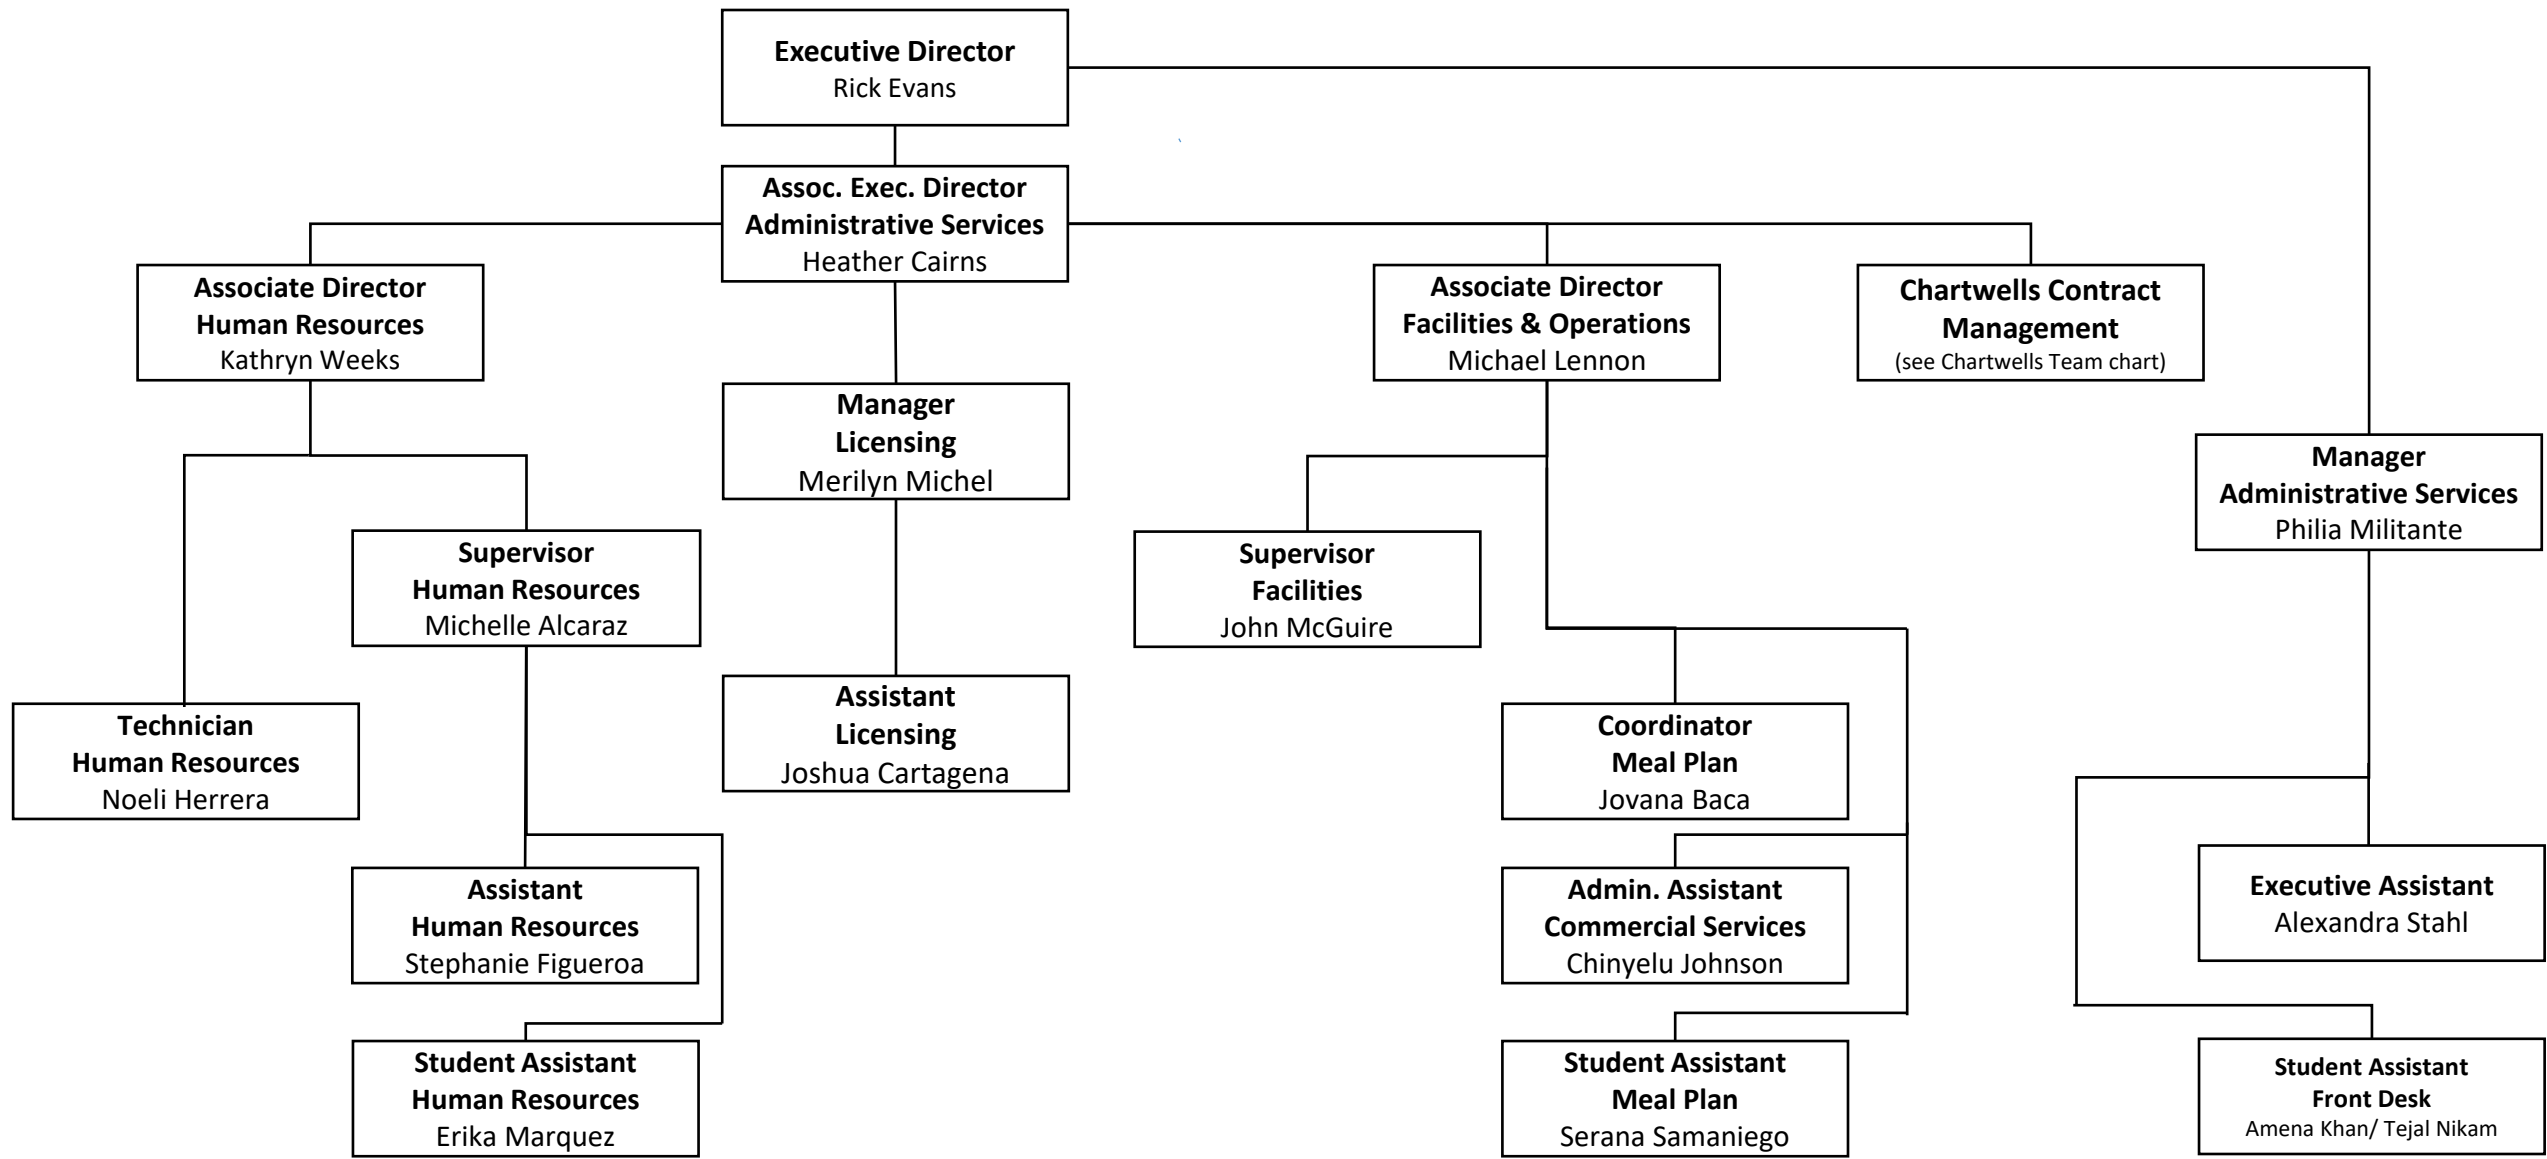 Executive Director
Rick Evans
Assoc. Exec. Director
Administrative Services
Heather Cairns
Associate Director
Human Resources
Kathryn Weeks
Associate Director
Facilities & Operations
Michael Lennon
Chartwells Contract
Management
(see Chartwells Team chart)
Manager
Licensing
Merilyn Michel
Manager
Administrative Services
Philia Militante
Supervisor
Human Resources
Michelle Alcaraz
Supervisor
Facilities
John McGuire
Technician
Human Resources
Noeli Herrera
Assistant
Licensing
Joshua Cartagena
Coordinator
Meal Plan
Jovana Baca
Assistant
Human Resources
Stephanie Figueroa
Admin. Assistant
Commercial Services
Chinyelu Johnson
Executive Assistant
Alexandra Stahl
Student Assistant
Human Resources
Erika Marquez
Student Assistant
Meal Plan
Serana Samaniego
Student Assistant
Front Desk
Amena Khan/ Tejal Nikam